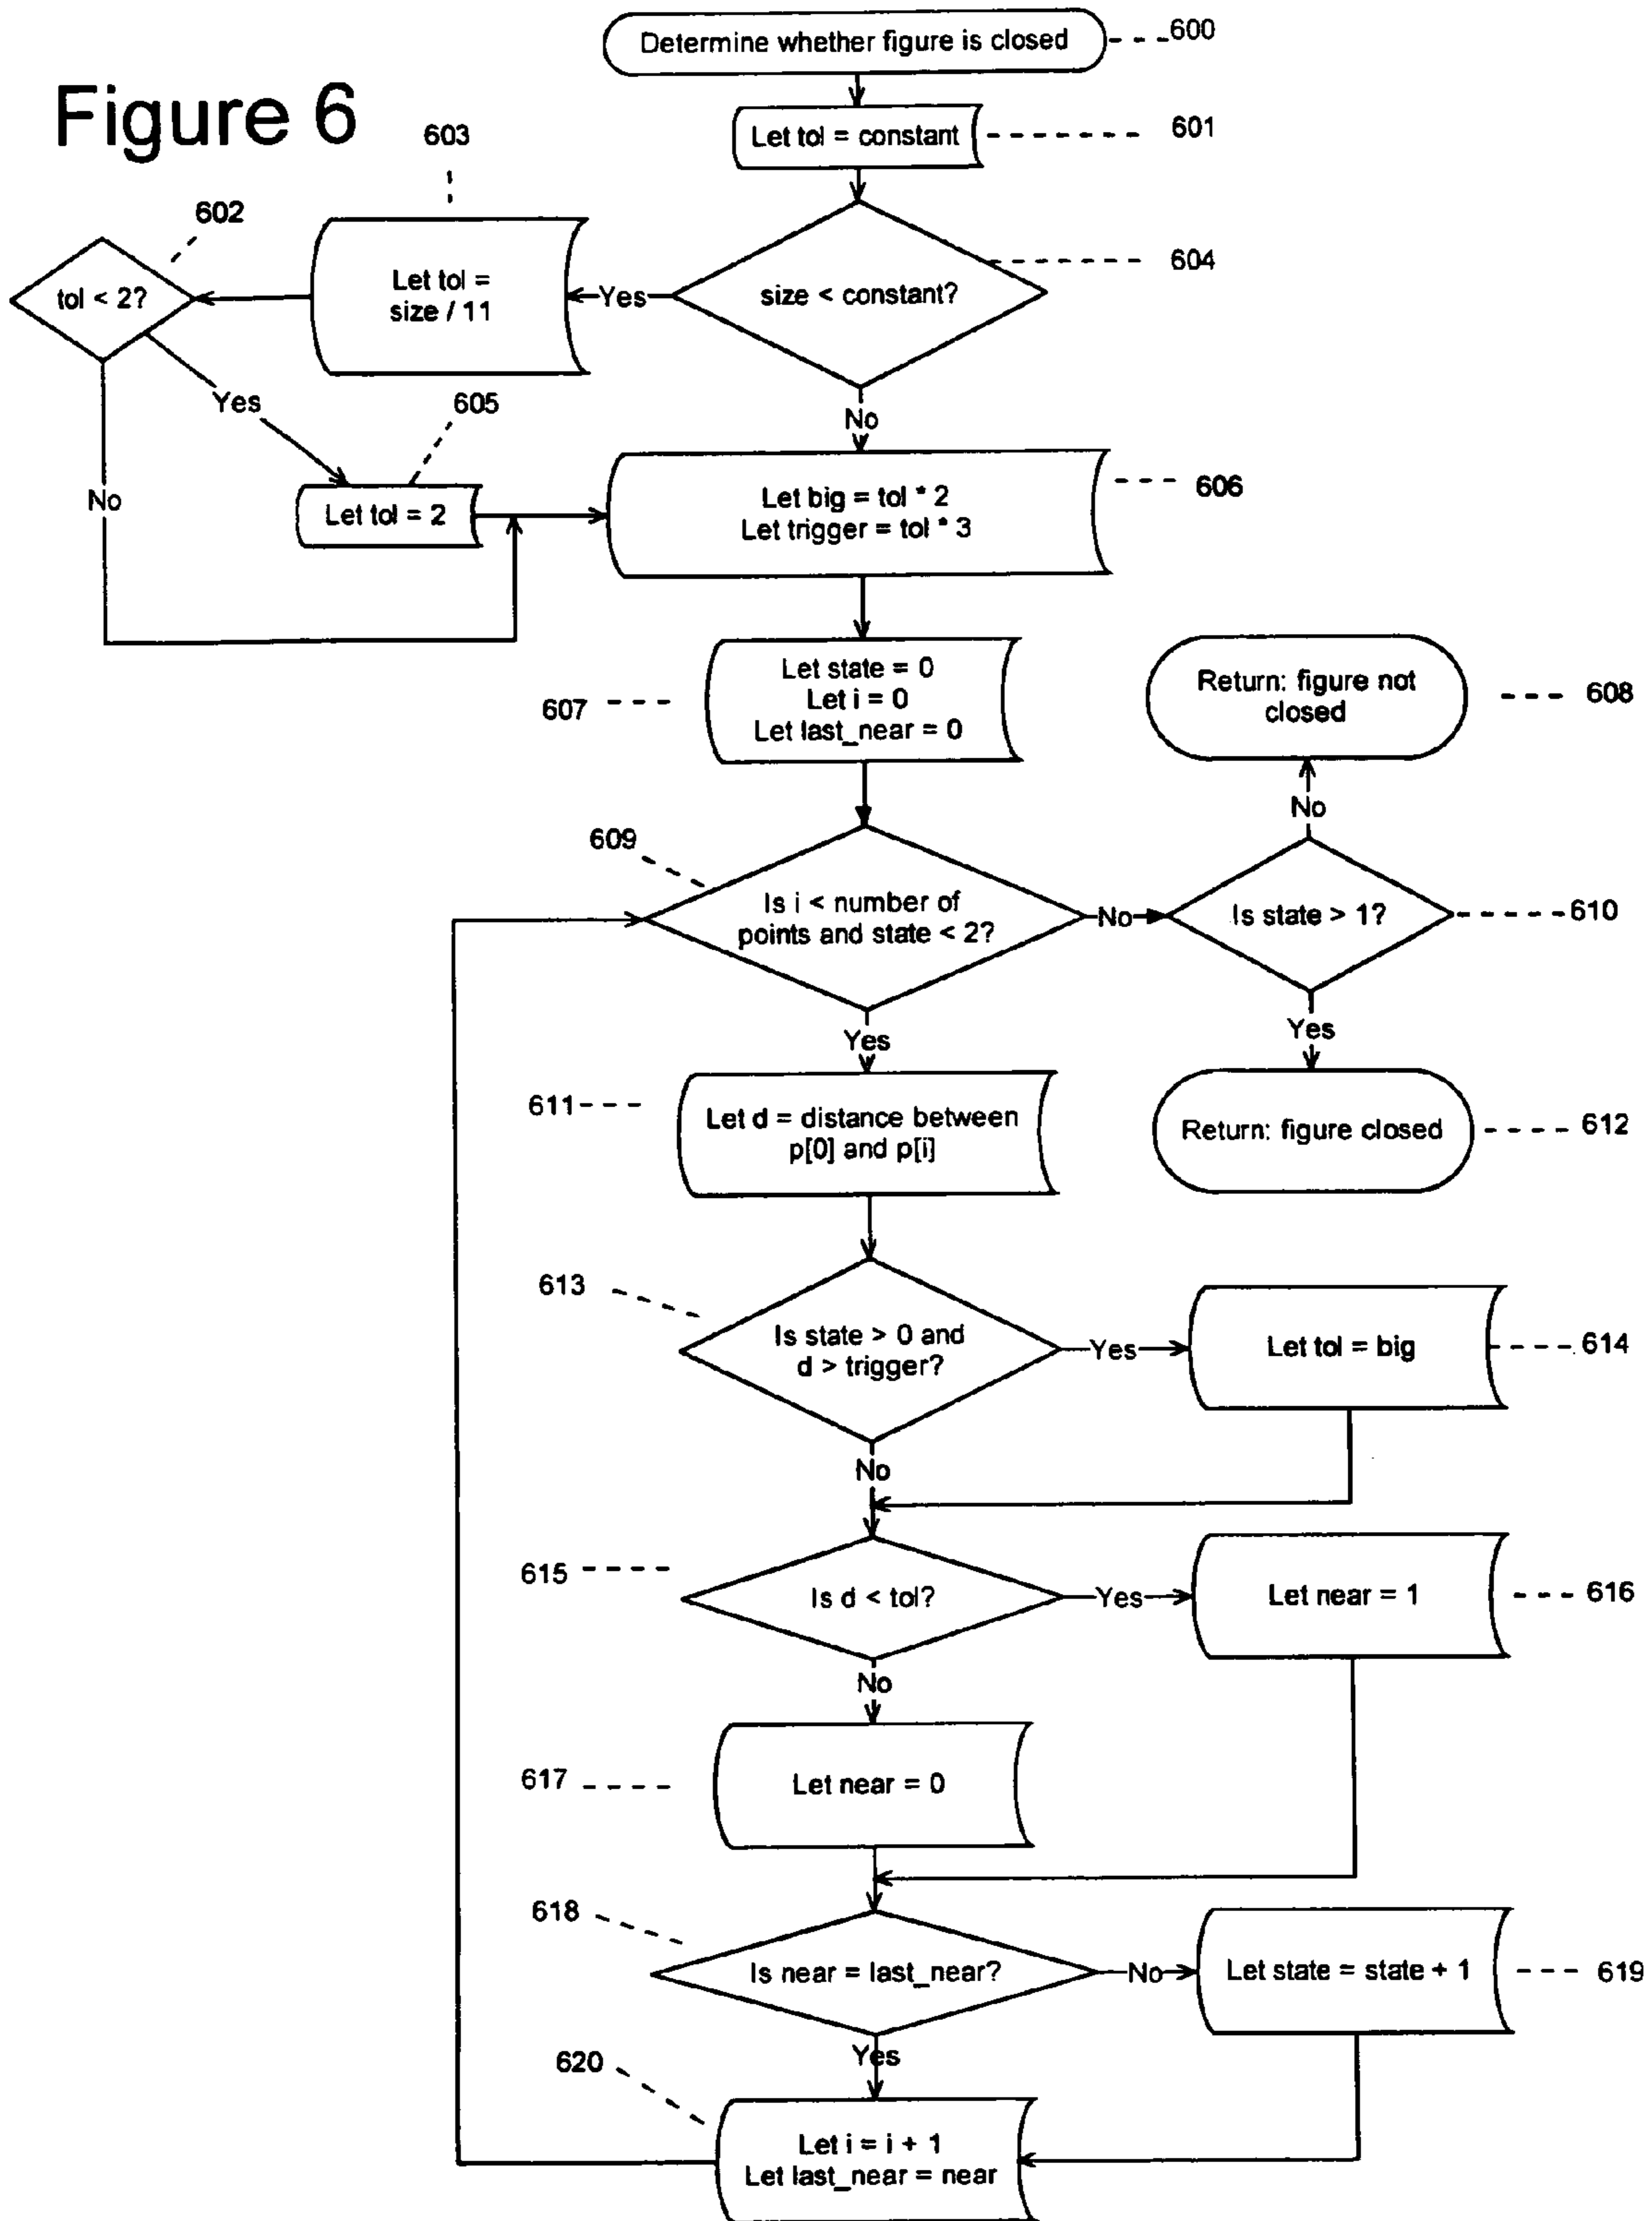 Figure 6
Determine whether figure is closed
600
Let tol = constant
601
603
602
tol < 2?
Let tol =
size / 11
Yes
size < constant?
604
No
Yes
605
No
Let tol = 2
Let big = tol * 2
Let trigger = tol * 3
606
607
Let state = 0
Let i = 0
Let last_near = 0
Return: figure not
closed
608
No
609
Is i < number of
points and state < 2?
No
Is state > 1?
610
Yes
Yes
611
Let d = distance between
p[0] and p[i]
Return: figure closed
612
613
Is state > 0 and
d > trigger?
Yes
Let tol = big
614
No
615
Is d < tol?
Yes
Let near = 1
616
No
617
Let near = 0
618
Is near = last_near?
No
Let state = state + 1
619
Yes
620
Let i = i + 1
Let last_near = near